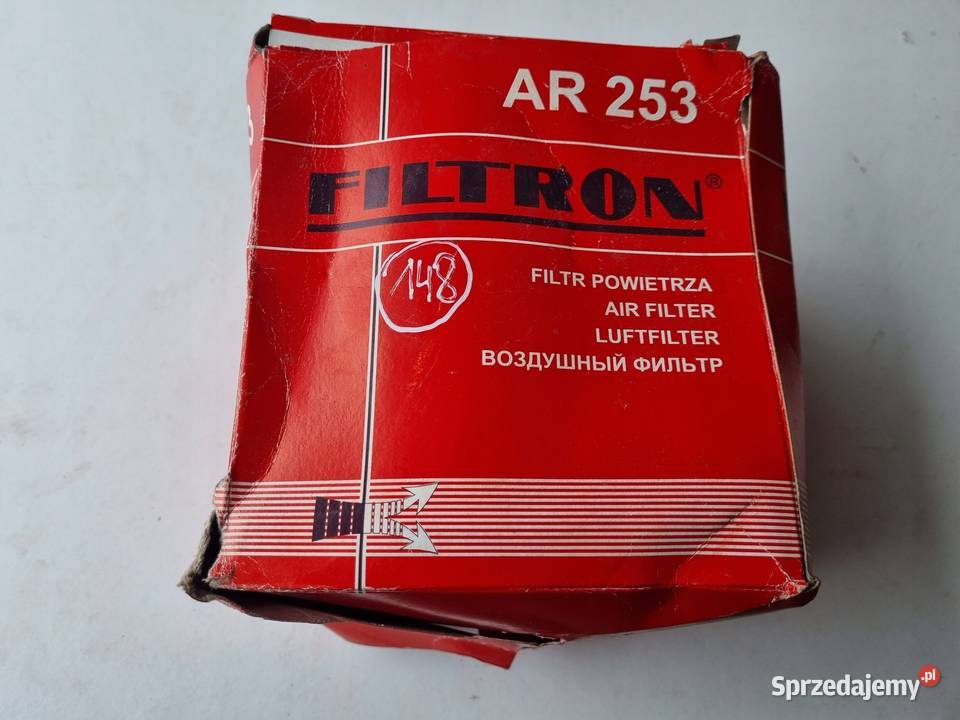 AR 253
FILTRON®
148
FILTR POWIETRZA
AIR FILTER
LUFTFILTER
ВОЗДУШНЫЙ ФИЛЬТР
Sprzedajemy.pl